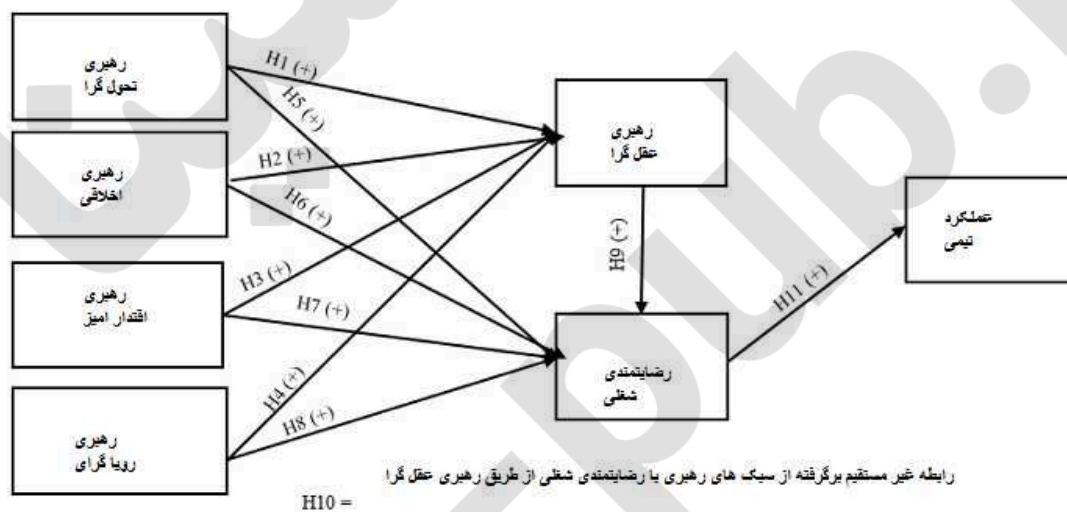 رهبری
تحول گرا
رهبری
اخلاقی
رهبری
اقتدار امیز
رهبری
رویا گرای
H1 (+)
H5 (+)
H2 (+)
H6 (+)
H3 (+)
H7 (+)
H4 (+)
H8 (+)
رهبری
عقل گرا
H9 (+)
رضایتمندی
شغلی
H11 (+)
عملکرد
تیمی
رابطه غیر مستقیم برگرفته از سبک های رهبری با رضایتمندی شغلی از طریق رهبری عقل گرا
H10 =